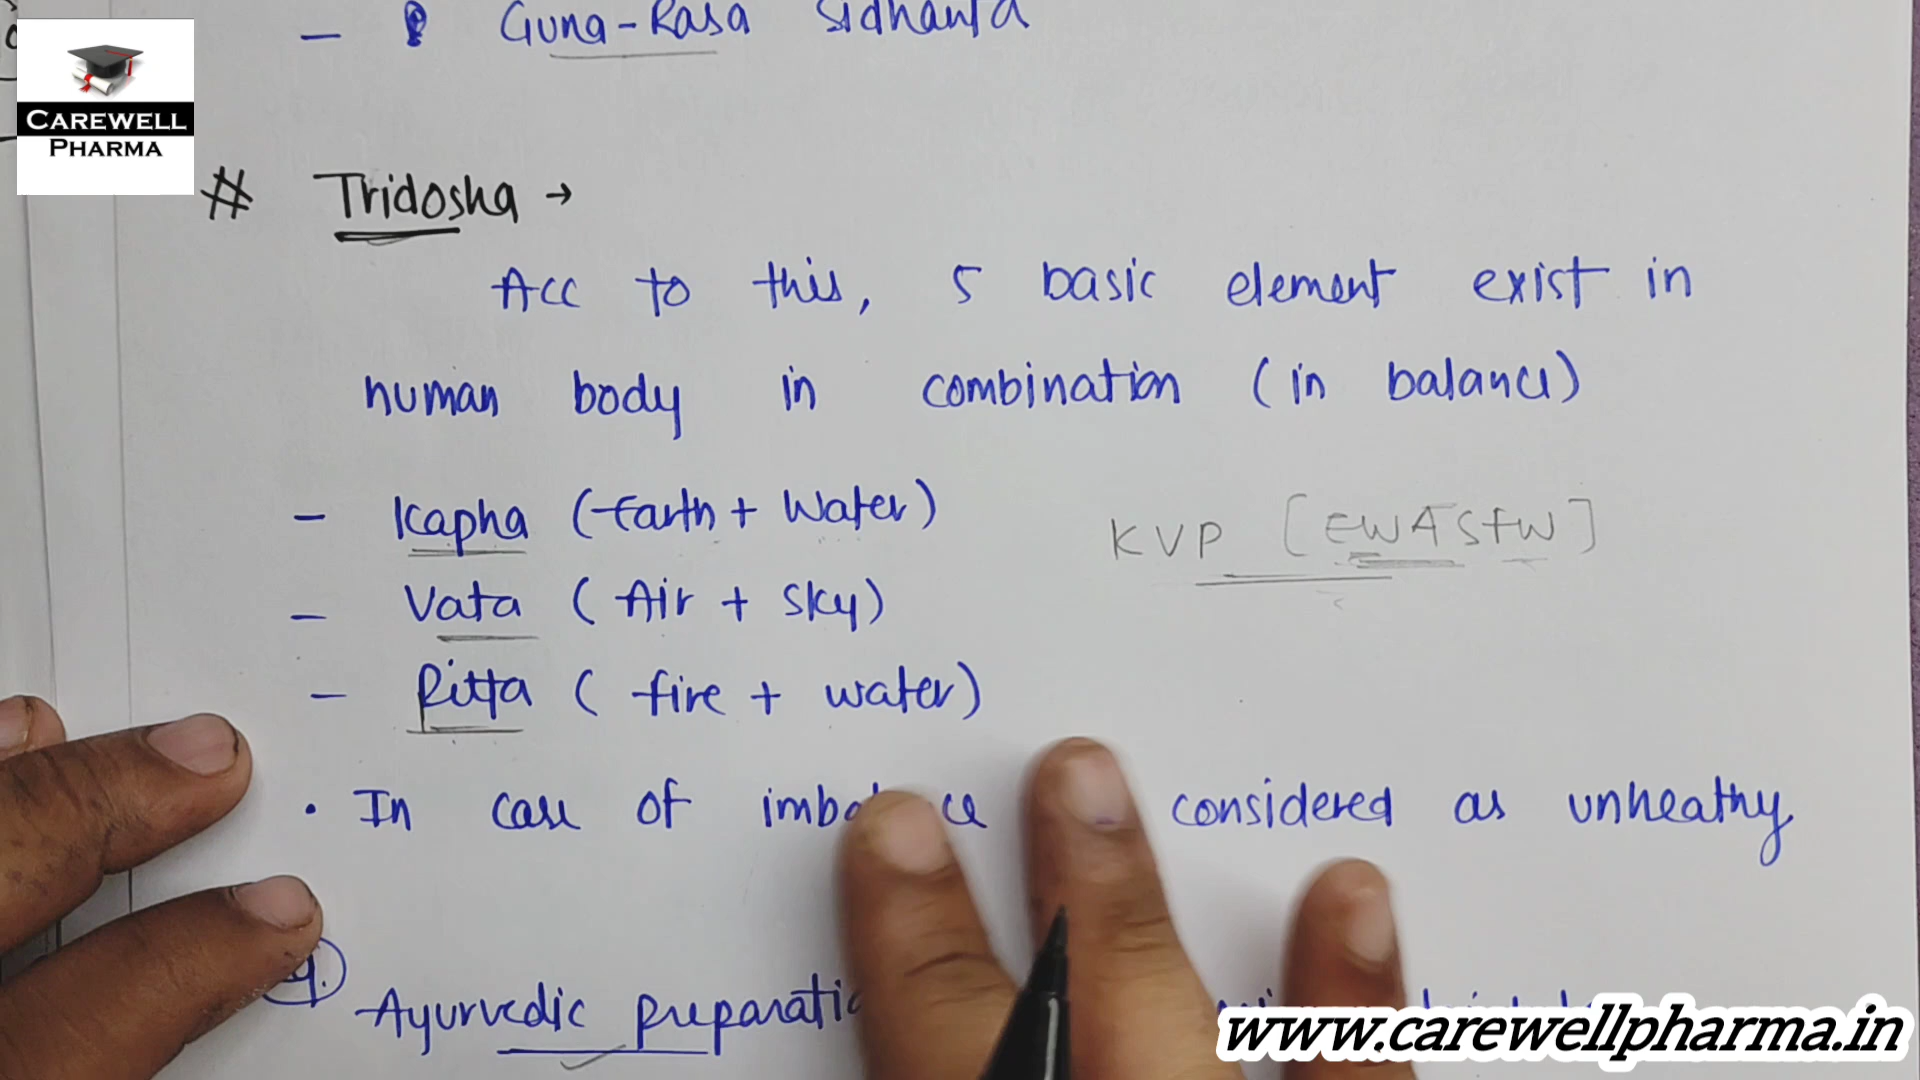 - Guna-Rasa Sidhanta
CAREWELL
PHARMA
# Tridosha →
Acc to this, 5 basic element exist in
human body in combination (in balance)
- Kapha (Earth + Water)
KVP [EWASFW]
- Vata (Air + Sky)
- Pitta (fire + water)
• In case of considered as unheathy
4.
Ayurvedic
www.carewellpharma.in